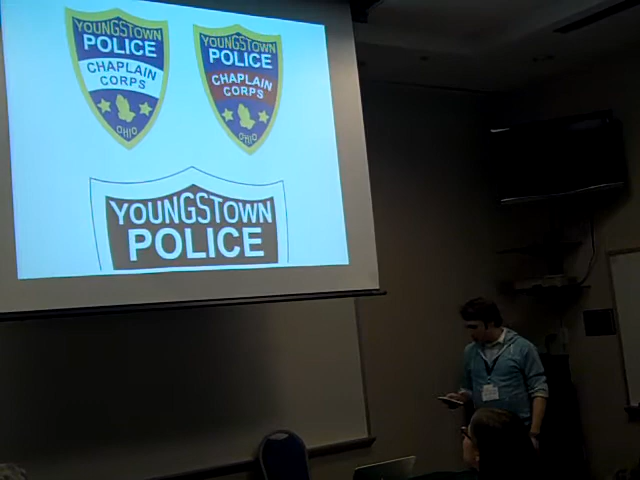 YOUNGSTOWN
POLICE
CHAPLAIN
CORPS
OHIO
YOUNGSTOWN
POLICE
CHAPLAIN
CORPS
OHIO
YOUNGSTOWN
POLICE